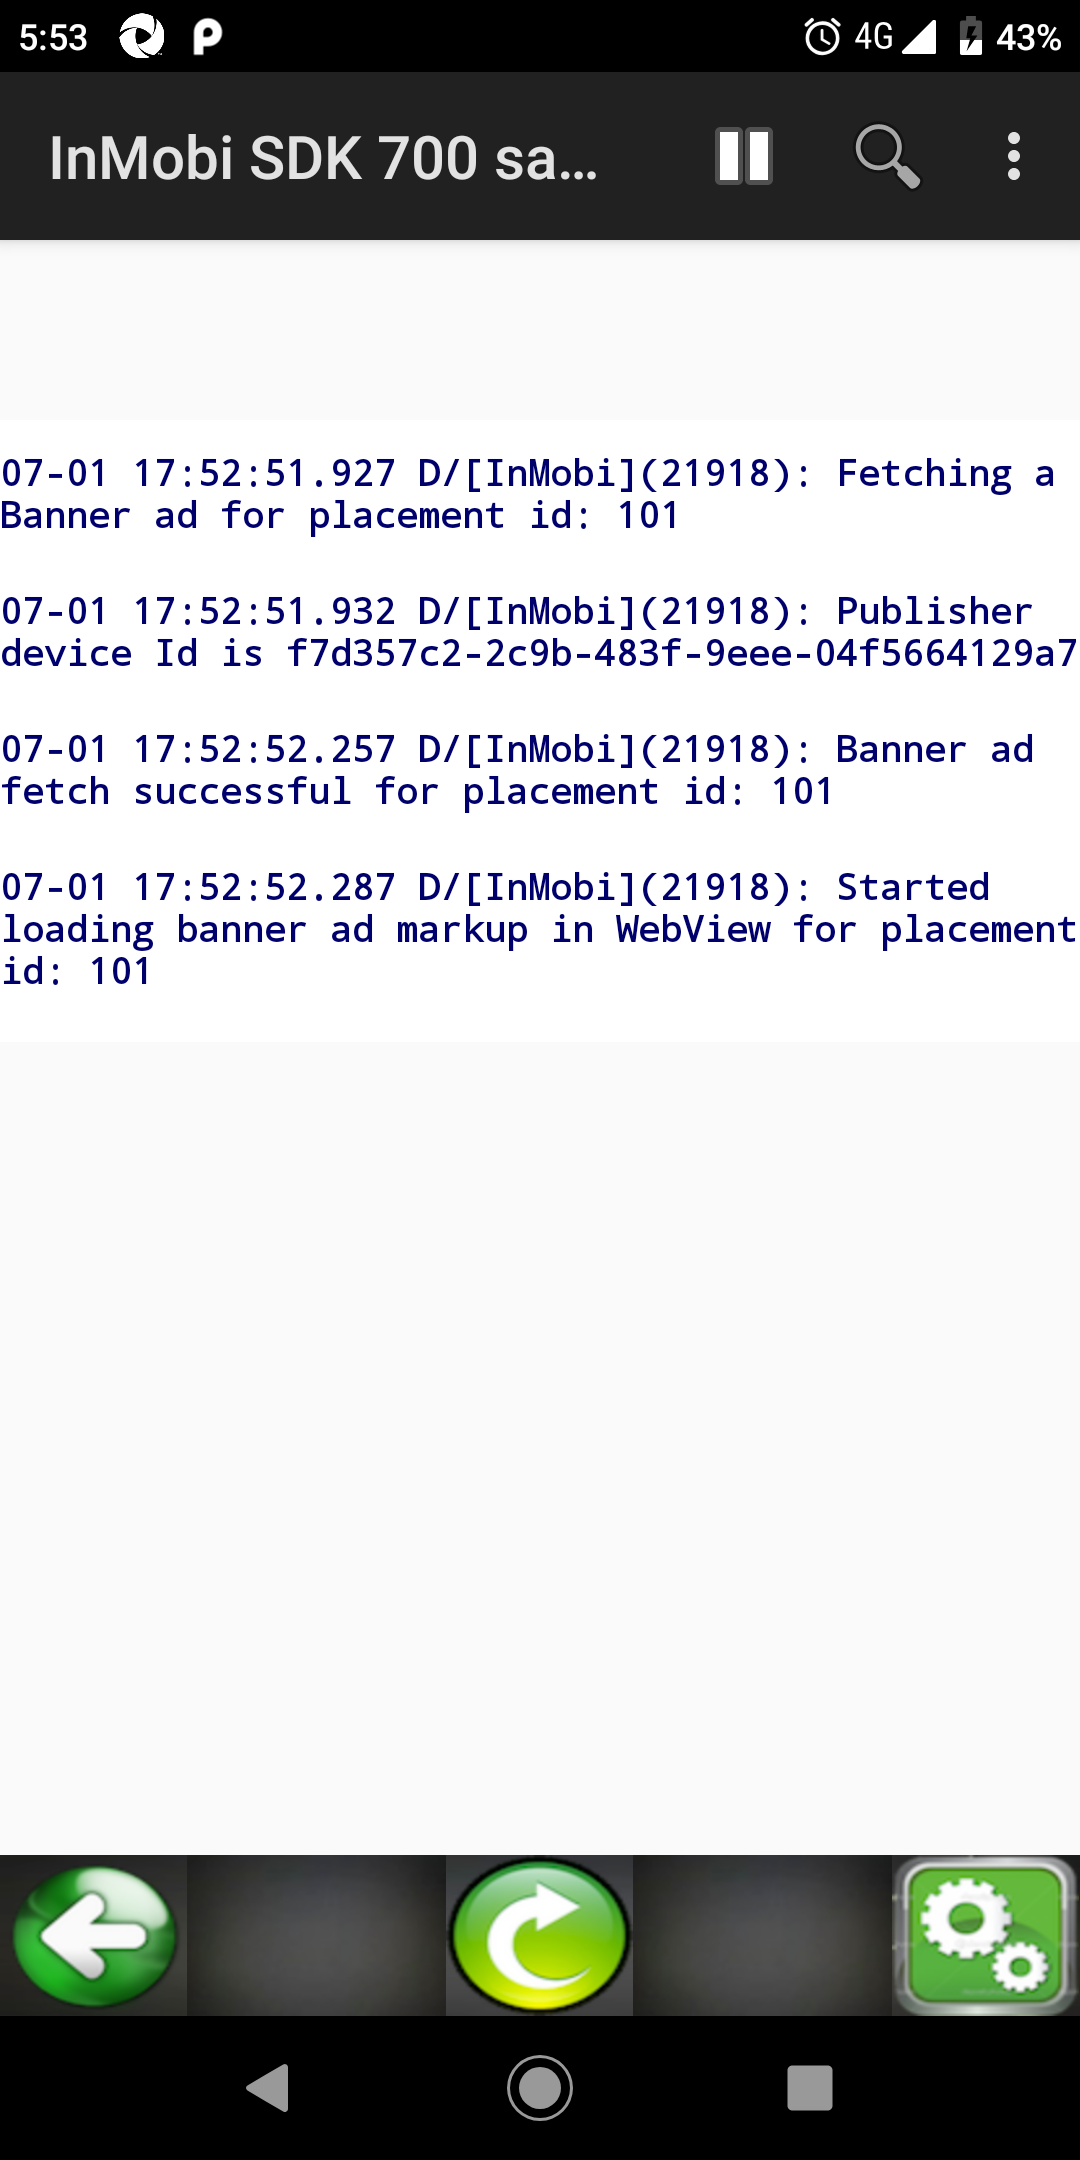 5:53
4G
43%
InMobi SDK 700 sa...
07-01 17:52:51.927 D/[InMobi](21918): Fetching a
Banner ad for placement id: 101
07-01 17:52:51.932 D/[InMobi](21918): Publisher
device Id is f7d357c2-2c9b-483f-9eee-04f5664129a7
07-01 17:52:52.257 D/[InMobi](21918): Banner ad
fetch successful for placement id: 101
07-01 17:52:52.287 D/[InMobi](21918): Started
loading banner ad markup in WebView for placement
id: 101